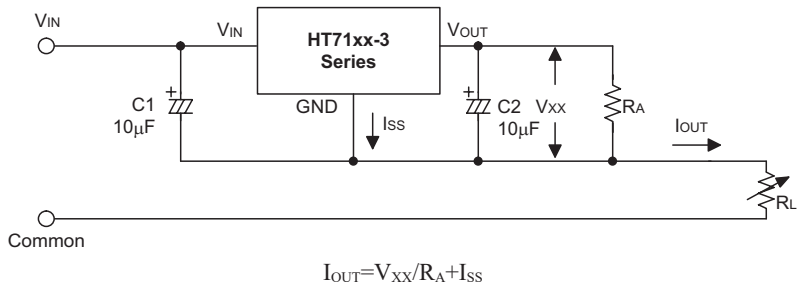 VIN
VIN
HT71xx-3
Series
VOUT
GND
C1
10μF
ISS
C2
10μF
VXX
RA
IOUT
RL
Common
IOUT=VXX/RA+ISS